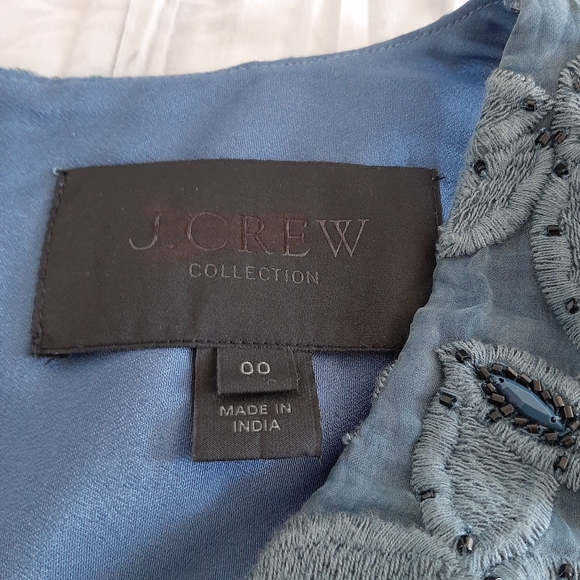 J.CREW
COLLECTION
00
MADE IN
INDIA